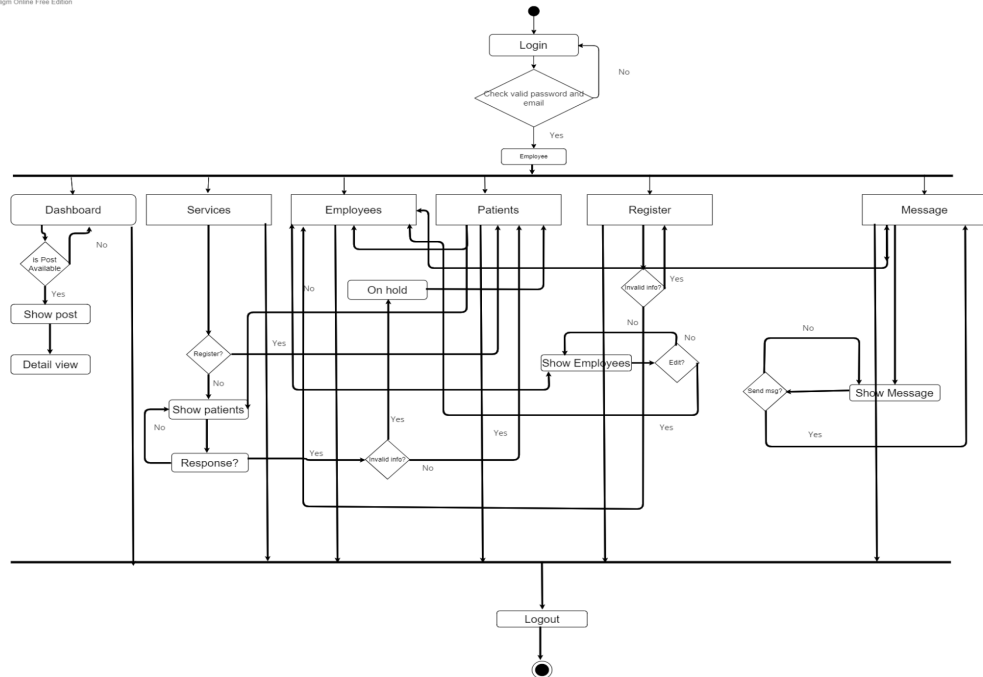 digm Online Free Edition
Login
No
Check valid password and
email
Yes
Employee
Dashboard
Services
Employees
Patients
Register
Message
No
is Post
Available
Yes
Show post
Detail view
No
On hold
Invalid info?
Yes
No
Register?
Yes
No
Show patients
No
Response?
Yes
Invalid info?
Yes
No
Yes
Show Employees
Edit?
No
Yes
No
Send msg?
Show Message
Yes
Logout